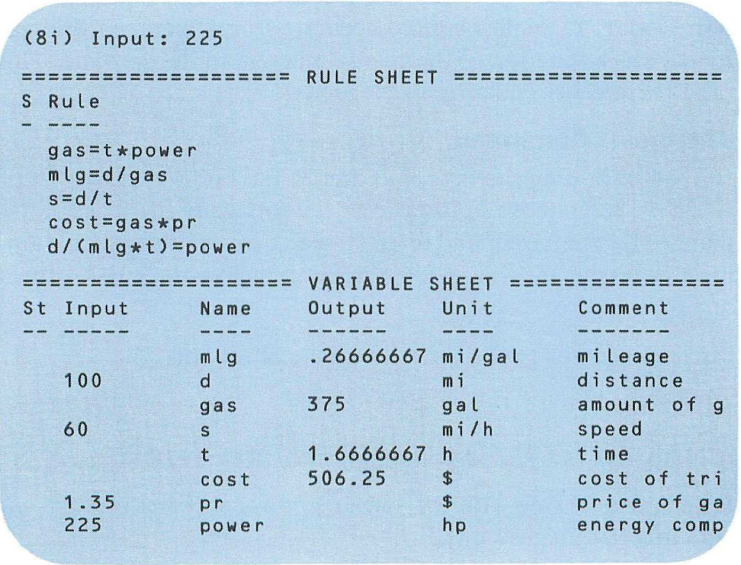 (8i) Input: 225
==================== RULE SHEET ====================
S Rule
- ----
gas=t*power
mlg=d/gas
s=d/t
cost=gas*pr
d/(mlg*t)=power
==================== VARIABLE SHEET ================
St Input Name Output Unit Comment
-- ----- ---- ------ ---- -------
mlg .26666667 mi/gal mileage
100 d mi distance
gas 375 gal amount of g
60 s mi/h speed
t 1.6666667 h time
cost 506.25 $ cost of tri
1.35 pr $ price of ga
225 power hp energy comp